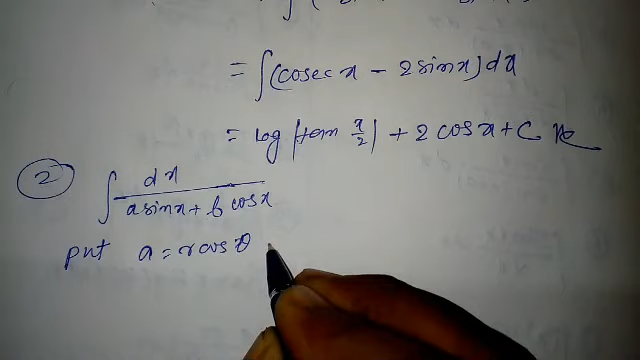 = ∫(cosec x - 2 sin x) dx
= log |tan x/2| + 2 cos x + C
2 ∫ dx / a sin x + b cos x
put a = r cos θ